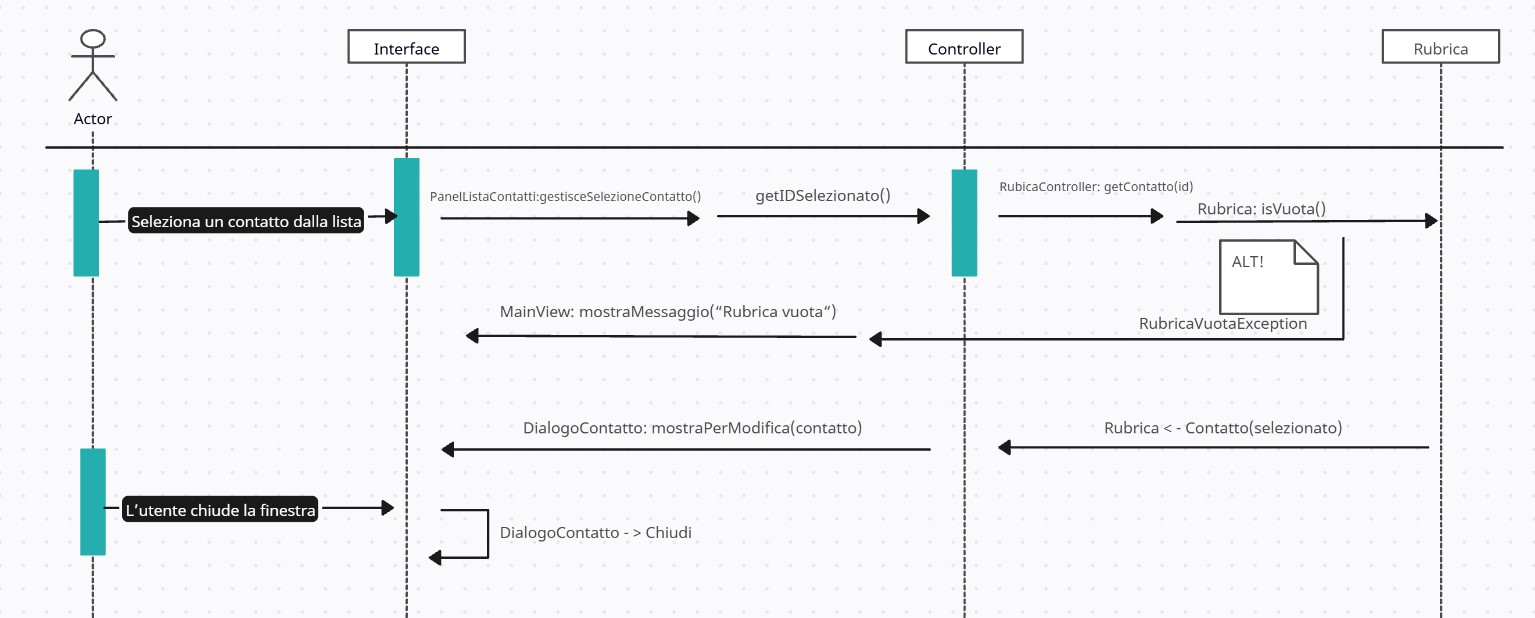 Interface
Controller
Rubrica
Actor
PanelListaContatti:gestisceSelezioneContatto()
getIDSelezionato()
RubicaController: getContatto(id)
Rubrica: isVuota()
Seleziona un contatto dalla lista
ALT!
MainView: mostraMessaggio(“Rubrica vuota“)
RubricaVuotaException
DialogoContatto: mostraPerModifica(contatto)
Rubrica < - Contatto(selezionato)
L’utente chiude la finestra
DialogoContatto - > Chiudi